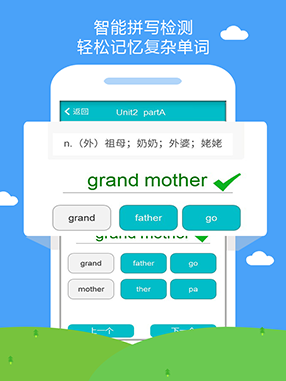 智能拼写检测
轻松记忆复杂单词
返回 Unit2 partA
n.（外）祖母；奶奶；外婆；姥姥
grand mother
grand father go
grand mother
grand father go
mother ther pa
上一个 下一个